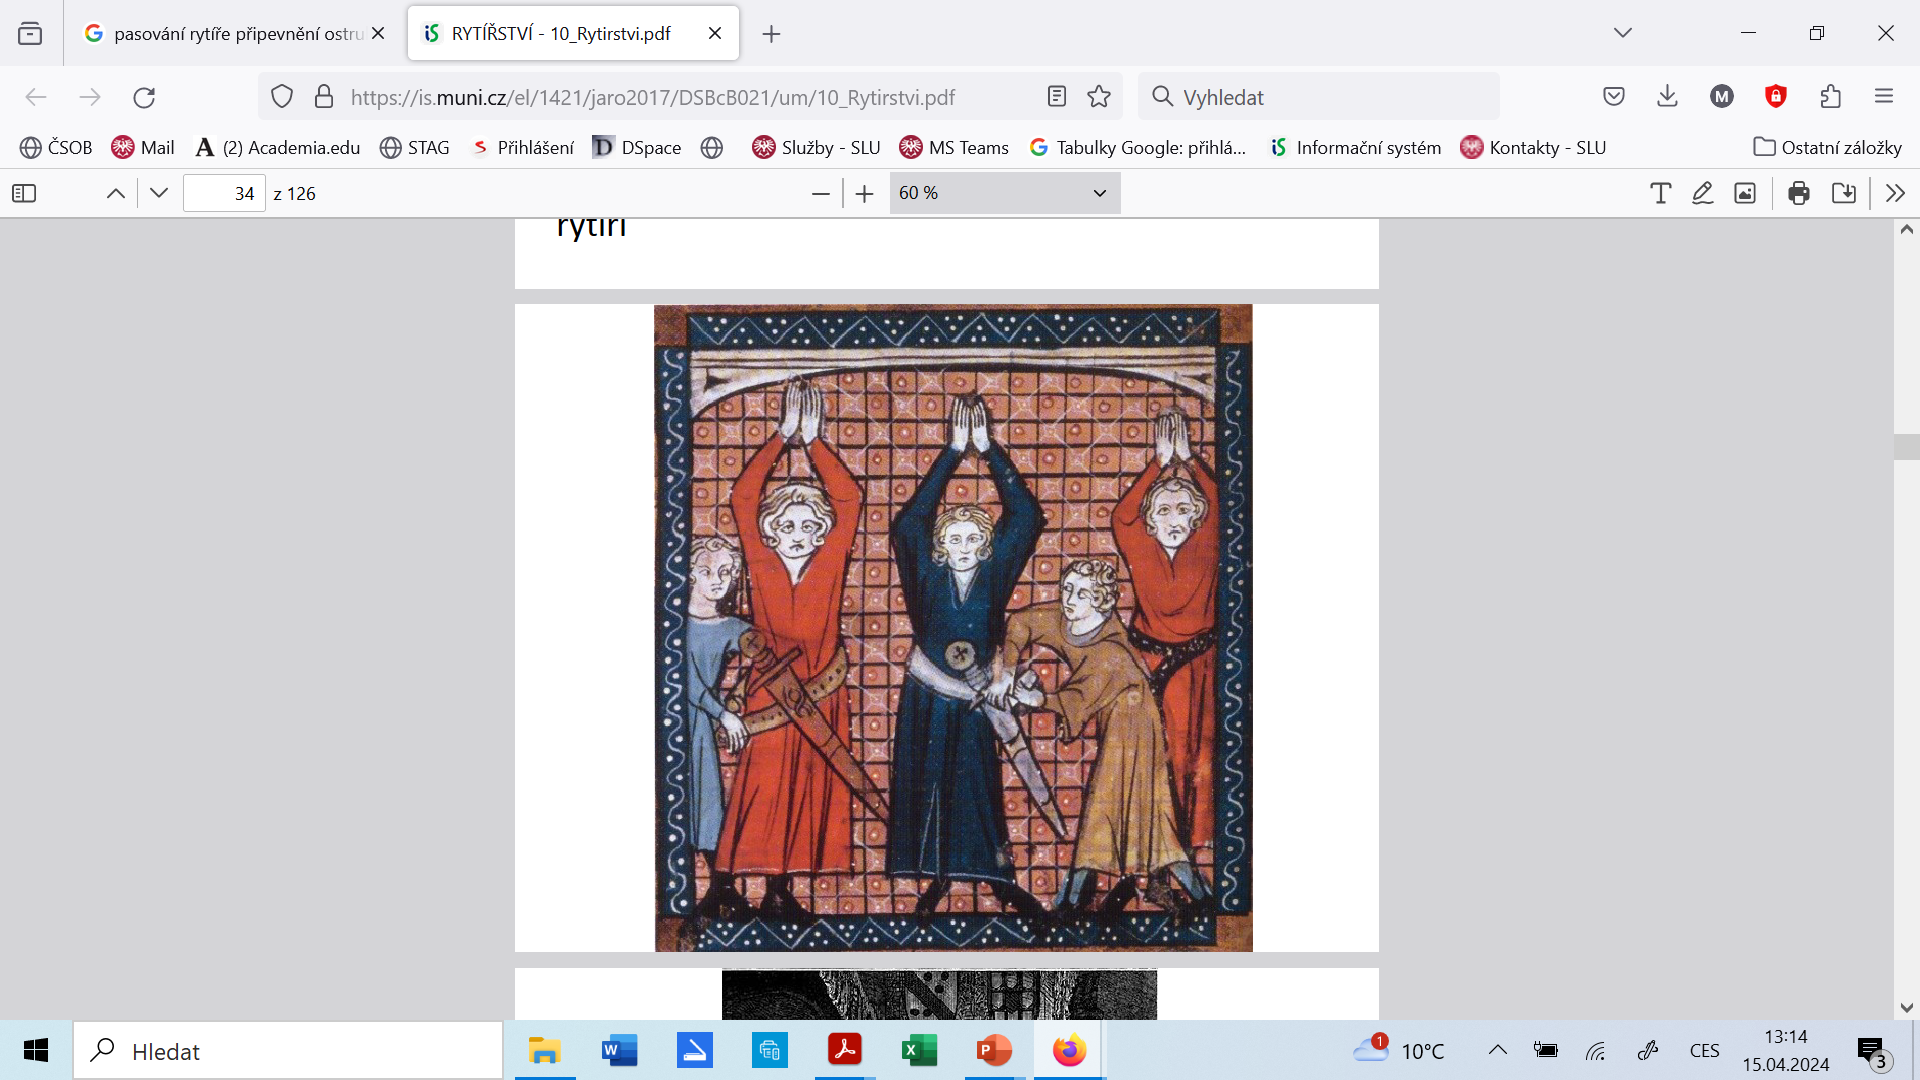 pasování rytíře připevnění ostru
RYTÍŘSTVÍ - 10_Rytirstvi.pdf
https://is.muni.cz/el/1421/jaro2017/DSBcB021/um/10_Rytirstvi.pdf
Vyhledat
M
ČSOB
Mail
A (2) Academia.edu
STAG
Přihlášení
D DSpace
Služby - SLU
MS Teams
Tabulky Google: přihlá...
Informační systém
Kontakty - SLU
Ostatní záložky
34 z 126
60 %
rytíři
Hledat
1
10°C
CES
13:14
15.04.2024
3